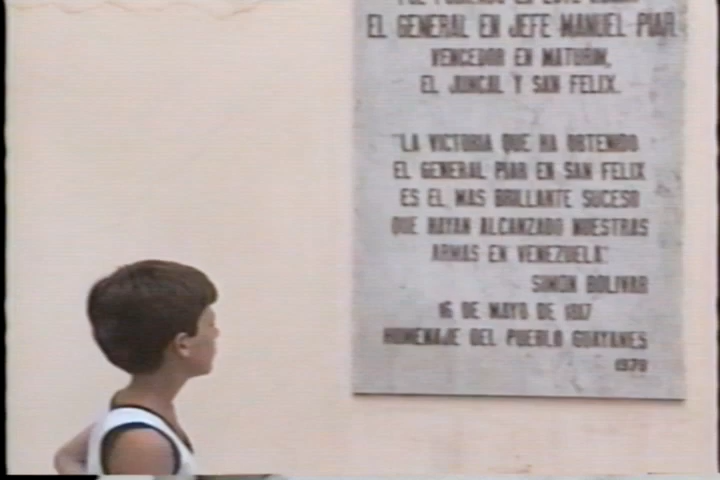 EL GENERAL EN JEFE MANUEL PIAR
VENCEDOR EN MATURIN,
EL JUNCAL Y SAN FELIX.
"LA VICTORIA QUE HA OBTENIDO
EL GENERAL PIAR EN SAN FELIX
ES EL MAS BRILLANTE SUCESO
QUE HAYAN ALCANZADO NUESTRAS
ARMAS EN VENEZUELA"
SIMON BOLIVAR
16 DE MAYO DE 1817
HOMENAJE DEL PUEBLO GUAYANES
1979